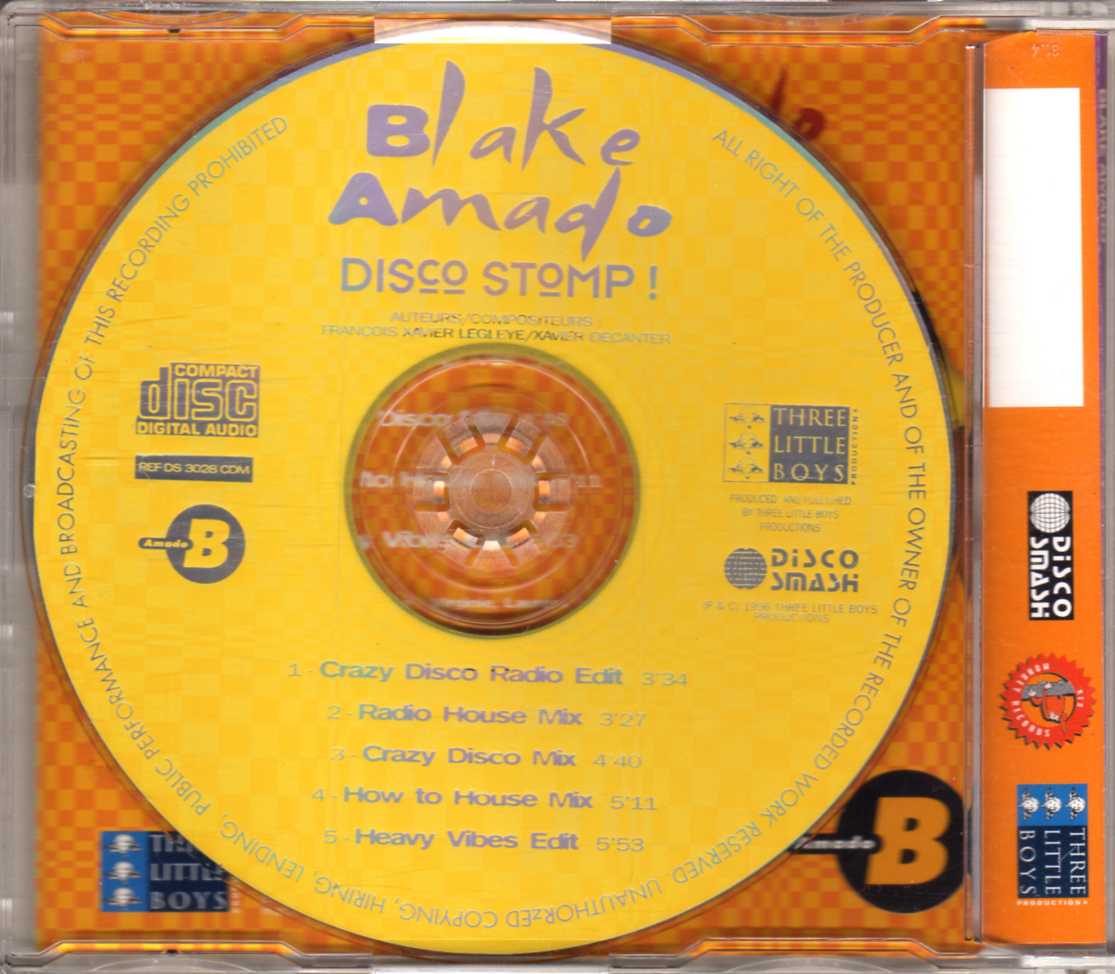 Blake
Amado
DISCO STOMP !
AUTEURS/COMPOSITEURS :
FRANÇOIS XAVIER LEGLEYE/XAVIER DECANTER
COMPACT
disc
DIGITAL AUDIO
REF DS 3028 CDM
Amado B
THREE
LITTLE
BOYS
PRODUCTION
PRODUCED AND PUBLISHED
BY THREE LITTLE BOYS
PRODUCTIONS
DISCO
SMASH
(P & C) 1996 THREE LITTLE BOYS
PRODUCTIONS
1 - Crazy Disco Radio Edit 3'34
2 - Radio House Mix 3'27
3 - Crazy Disco Mix 4'40
4 - How to House Mix 5'11
5 - Heavy Vibes Edit 5'53
ALL RIGHT OF THE PRODUCER AND OF THE OWNER OF THE RECORDED WORK RESERVED. UNAUTHORzED COPYING, HIRING, LENDING, PUBLIC PERFORMANCE AND BROADCASTING OF THIS RECORDING PROHIBITED
THREE
LITTLE
BOYS
Amado B
DISCO
SMASH
RECORDS
THREE
LITTLE
BOYS
PRODUCTION